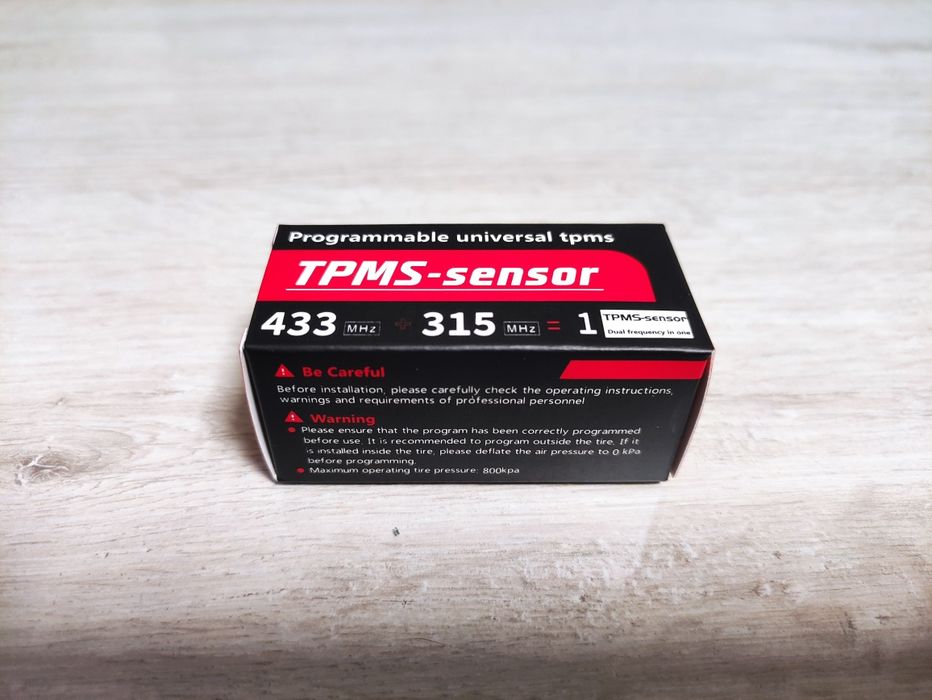 Programmable universal tpms
TPMS-sensor
433 MHz + 315 MHz = 1 TPMS-sensor
Dual frequency in one
Be Careful
Before installation, please carefully check the operating instructions,
warnings and requirements of professional personnel
Warning
Please ensure that the program has been correctly programmed
before use. It is recommended to program outside the tire. If it
is installed inside the tire, please deflate the air pressure to 0 kPa
before programming.
Maximum operating tire pressure: 800kpa